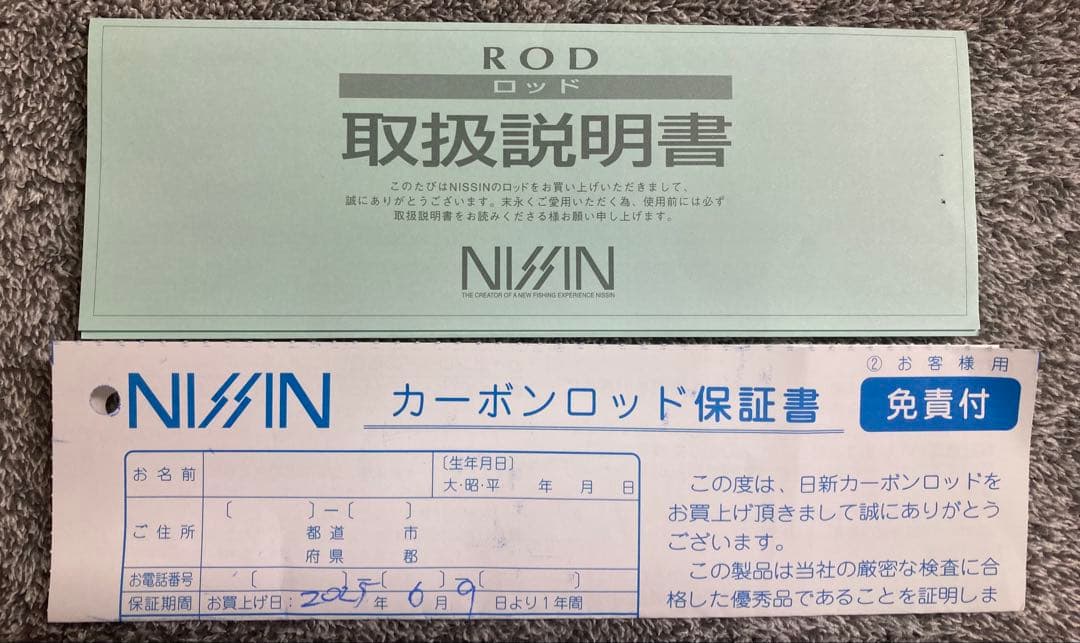 ROD
ロッド
取扱説明書
このたびはNISSINのロッドをお買い上げいただきまして、
誠にありがとうございます。末永くご愛用いただく為、使用前には必ず
取扱説明書をお読みくださる様お願い申し上げます。
NISSIN
THE CREATOR OF A NEW FISHING EXPERIENCE NISSIN
②お客様用
NISSIN カーボンロッド保証書 免責付
お名前 〔生年月日〕
大・昭・平 年 月 日
ご住所 〔 〕ー〔 〕
都道 市
府県 郡
お電話番号 〔 〕ー〔 〕ー〔 〕
保証期間 お買上げ日：2025年6月9日より1年間
この度は、日新カーボンロッドを
お買上げ頂きまして誠にありがとう
ございます。
この製品は当社の厳密な検査に合
格した優秀品であることを証明しま